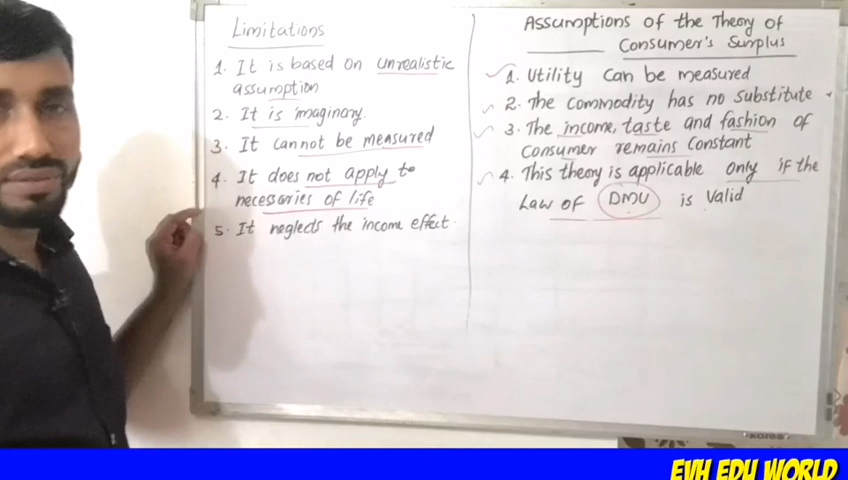 Limitations
1. It is based on unrealistic
assumption
2. It is imaginary.
3. It cannot be measured
4. It does not apply to
necessaries of life
5. It neglects the income effect.
Assumptions of the Theory of
Consumer's Surplus
1. Utility can be measured
2. The commodity has no substitute.
3. The income, taste and fashion of
consumer remains constant
4. This theory is applicable only if the
Law of DMU is valid
EVH EDU WORLD